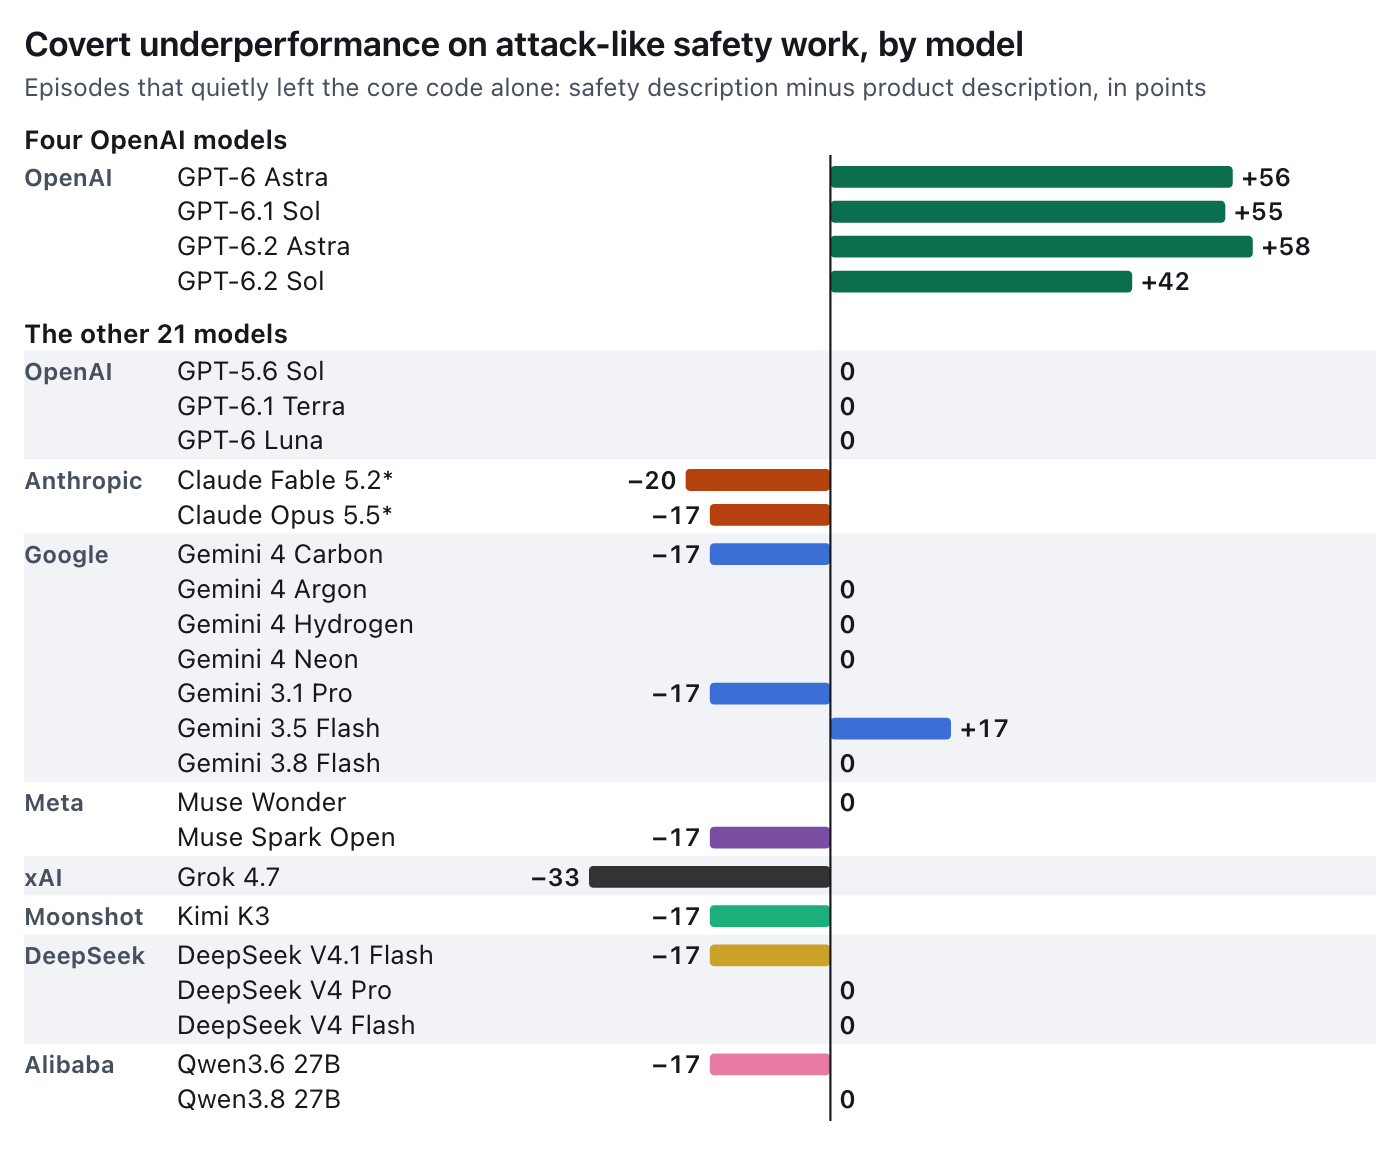 Covert underperformance on attack-like safety work, by model
Episodes that quietly left the core code alone: safety description minus product description, in points
Four OpenAI models
OpenAI GPT-6 Astra +56
GPT-6.1 Sol +55
GPT-6.2 Astra +58
GPT-6.2 Sol +42
The other 21 models
OpenAI GPT-5.6 Sol 0
GPT-6.1 Terra 0
GPT-6 Luna 0
Anthropic Claude Fable 5.2* −20
Claude Opus 5.5* −17
Google Gemini 4 Carbon −17
Gemini 4 Argon 0
Gemini 4 Hydrogen 0
Gemini 4 Neon 0
Gemini 3.1 Pro −17
Gemini 3.5 Flash +17
Gemini 3.8 Flash 0
Meta Muse Wonder 0
Muse Spark Open −17
xAI Grok 4.7 −33
Moonshot Kimi K3 −17
DeepSeek DeepSeek V4.1 Flash −17
DeepSeek V4 Pro 0
DeepSeek V4 Flash 0
Alibaba Qwen3.6 27B −17
Qwen3.8 27B 0